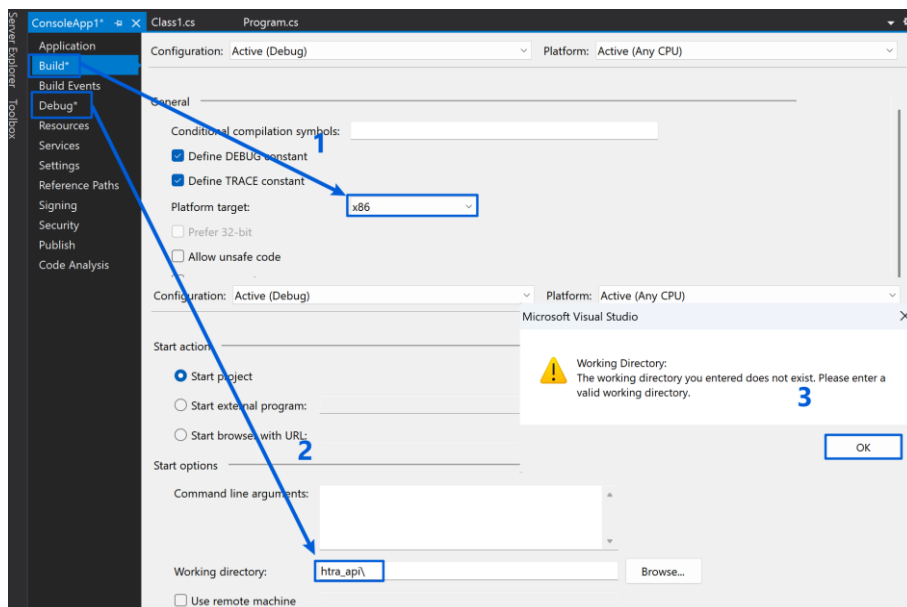 Server Explorer
Toolbox
ConsoleApp1*
Class1.cs
Program.cs
Application
Build*
Build Events
Debug*
Resources
Services
Settings
Reference Paths
Signing
Security
Publish
Code Analysis
Configuration: Active (Debug)
Platform: Active (Any CPU)
General
Conditional compilation symbols:
1
Define DEBUG constant
Define TRACE constant
Platform target: x86
Prefer 32-bit
Allow unsafe code
Configuration: Active (Debug)
Platform: Active (Any CPU)
Microsoft Visual Studio
Working Directory:
The working directory you entered does not exist. Please enter a
valid working directory.
3
OK
Start action
Start project
Start external program:
Start browser with URL:
2
Start options
Command line arguments:
Working directory: htra_api\
Browse...
Use remote machine